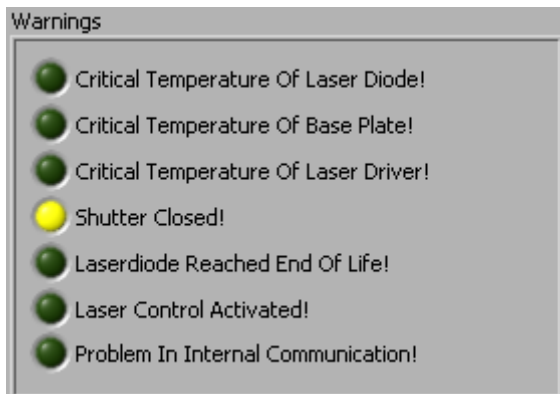 Warnings
Critical Temperature Of Laser Diode!
Critical Temperature Of Base Plate!
Critical Temperature Of Laser Driver!
Shutter Closed!
Laserdiode Reached End Of Life!
Laser Control Activated!
Problem In Internal Communication!